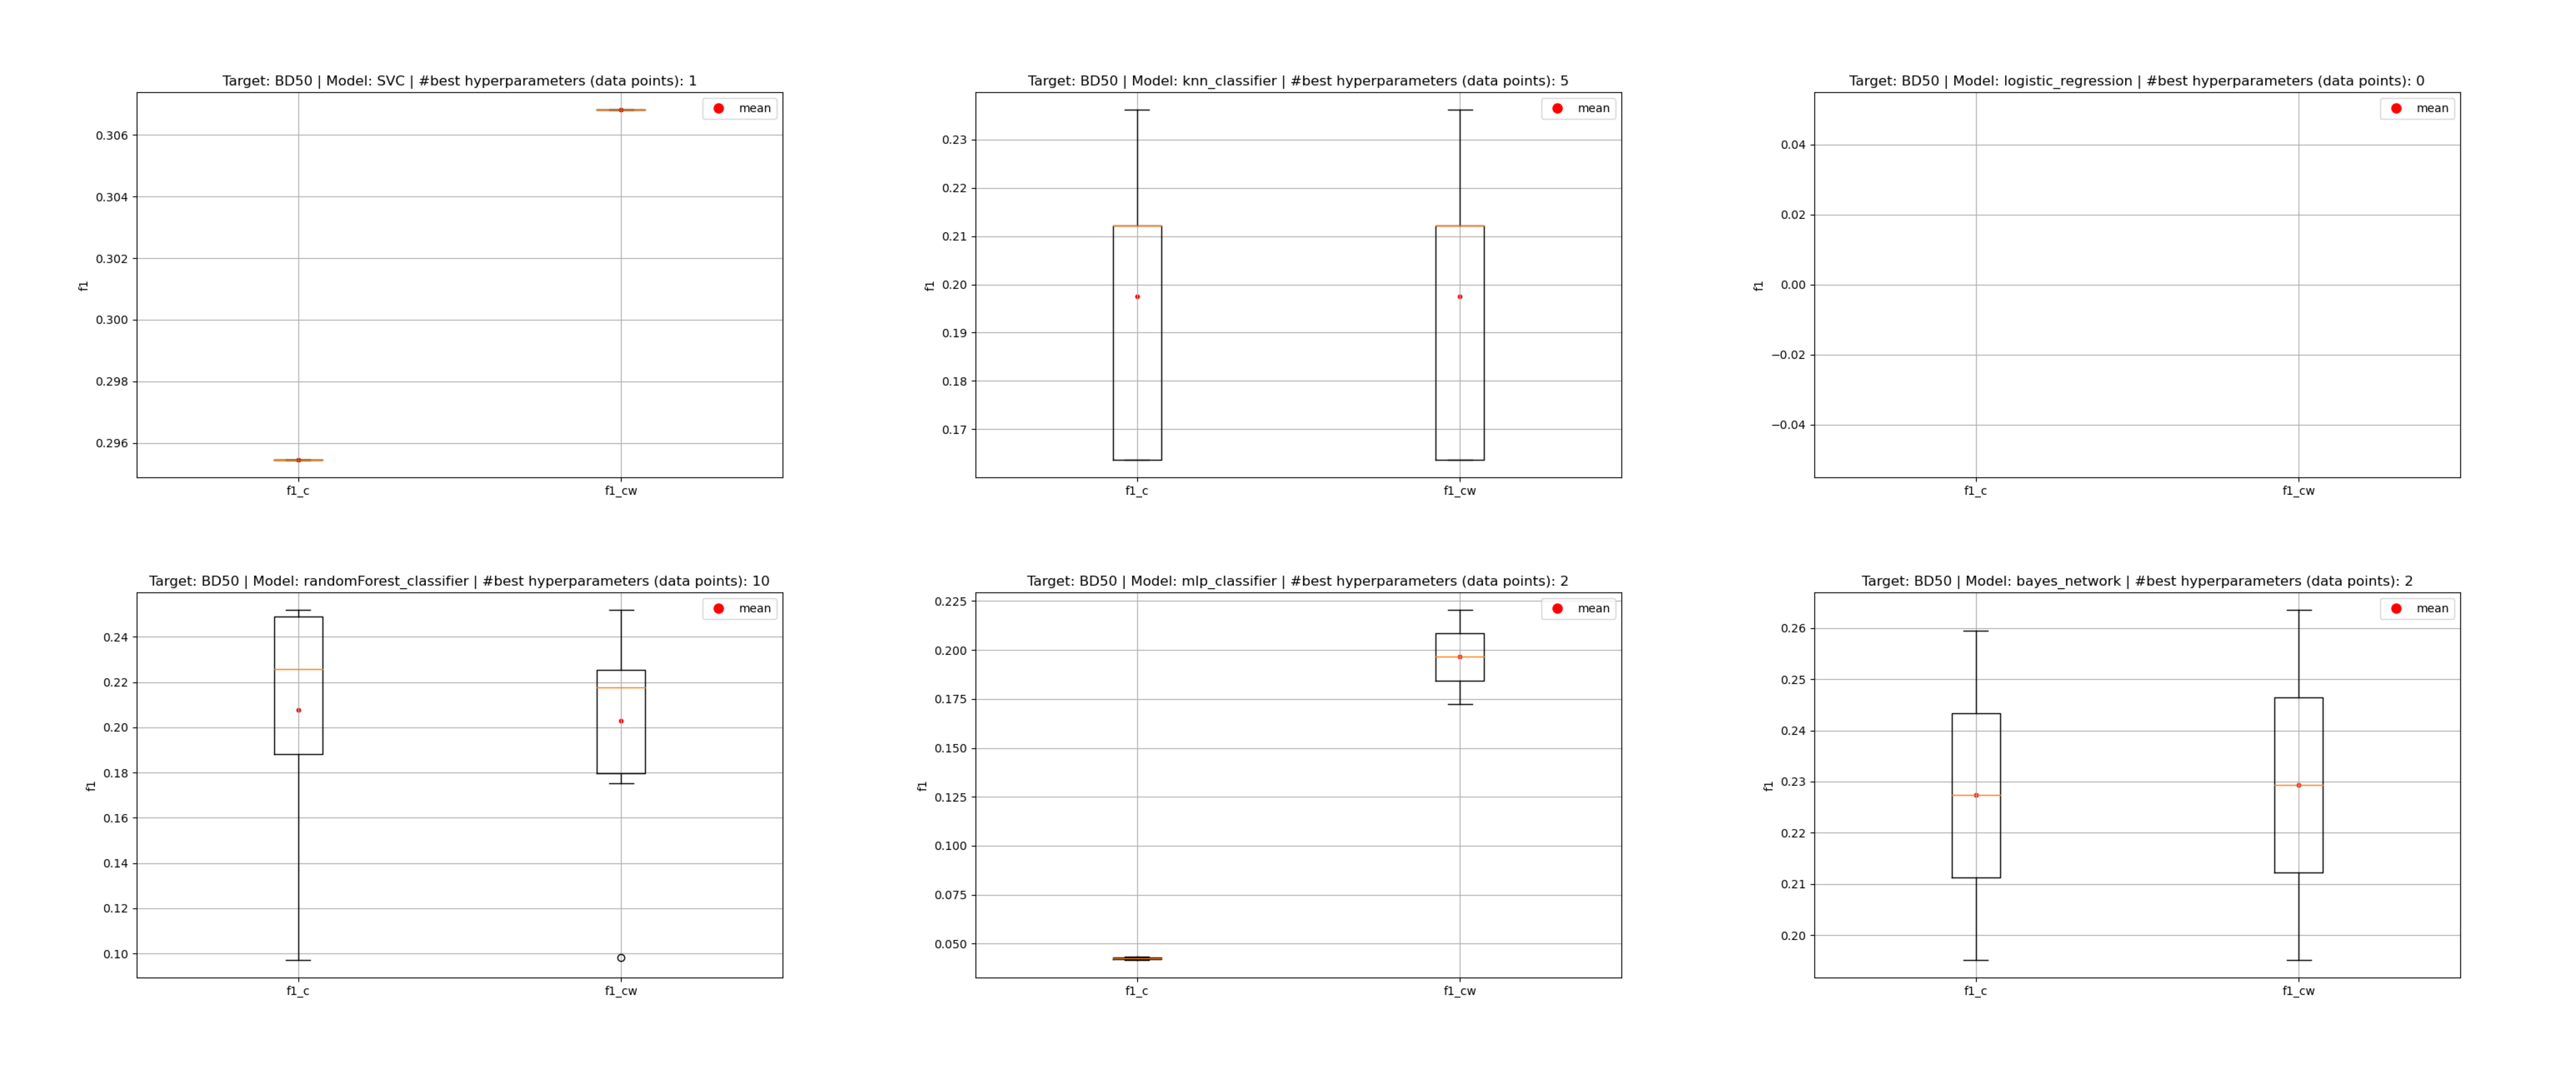 Target: BD50 | Model: SVC | #best hyperparameters (data points): 1
mean
0.306
0.304
0.302
0.300
0.298
0.296
f1
f1_c
f1_cw
Target: BD50 | Model: knn_classifier | #best hyperparameters (data points): 5
mean
0.23
0.22
0.21
0.20
0.19
0.18
0.17
f1
f1_c
f1_cw
Target: BD50 | Model: logistic_regression | #best hyperparameters (data points): 0
mean
0.04
0.02
0.00
−0.02
−0.04
f1
f1_c
f1_cw
Target: BD50 | Model: randomForest_classifier | #best hyperparameters (data points): 10
mean
0.24
0.22
0.20
0.18
0.16
0.14
0.12
0.10
f1
f1_c
f1_cw
Target: BD50 | Model: mlp_classifier | #best hyperparameters (data points): 2
mean
0.225
0.200
0.175
0.150
0.125
0.100
0.075
0.050
f1
f1_c
f1_cw
Target: BD50 | Model: bayes_network | #best hyperparameters (data points): 2
mean
0.26
0.25
0.24
0.23
0.22
0.21
0.20
f1
f1_c
f1_cw